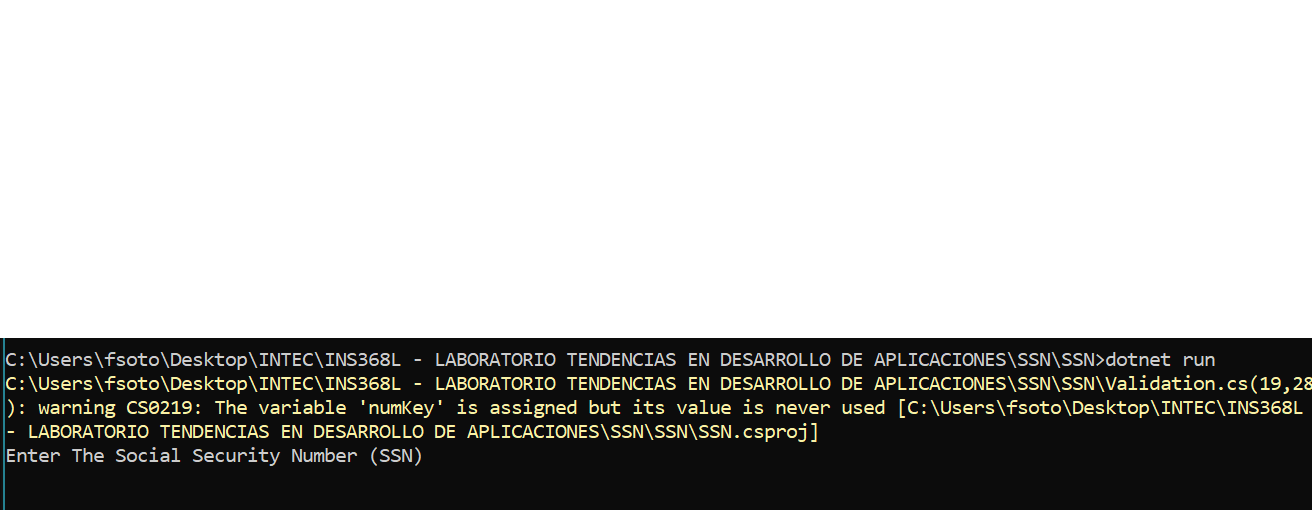 C:\Users\fsoto\Desktop\INTEC\INS368L - LABORATORIO TENDENCIAS EN DESARROLLO DE APLICACIONES\SSN\SSN>dotnet run
C:\Users\fsoto\Desktop\INTEC\INS368L - LABORATORIO TENDENCIAS EN DESARROLLO DE APLICACIONES\SSN\SSN\Validation.cs(19,28
): warning CS0219: The variable 'numKey' is assigned but its value is never used [C:\Users\fsoto\Desktop\INTEC\INS368L
- LABORATORIO TENDENCIAS EN DESARROLLO DE APLICACIONES\SSN\SSN\SSN.csproj]
Enter The Social Security Number (SSN)